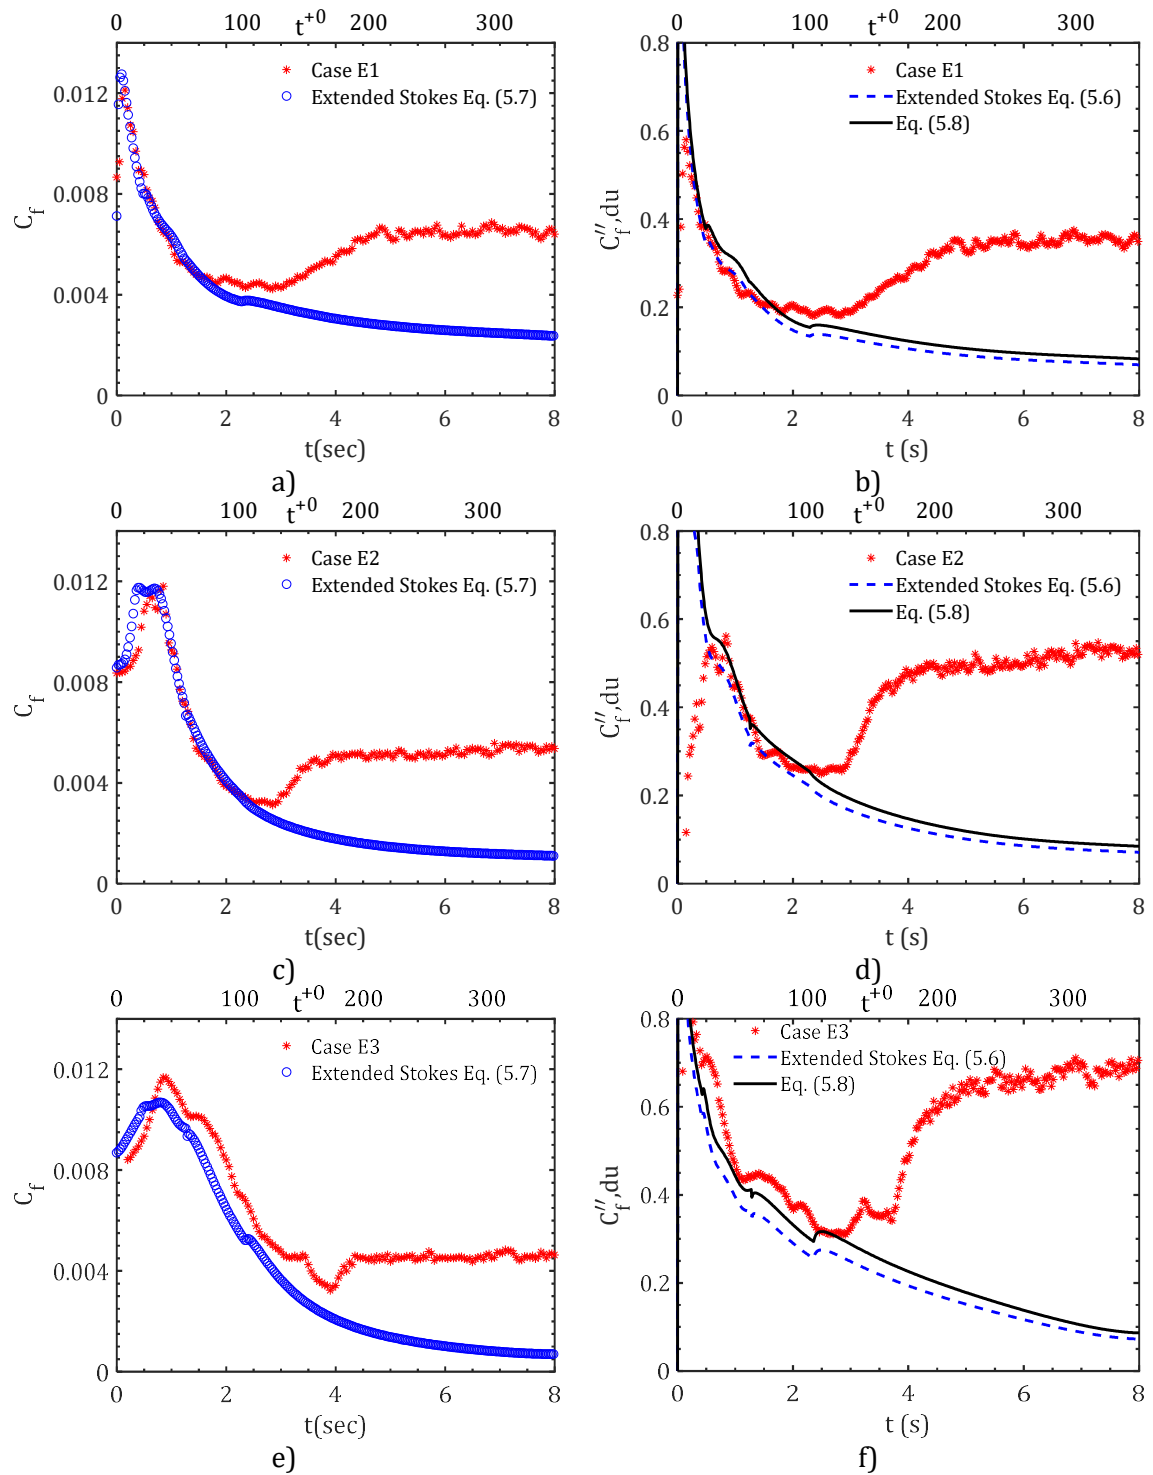 0 100 t⁺⁰ 200 300
0.012
0.008
0.004
0
C_f
Case E1
Extended Stokes Eq. (5.7)
0 2 4 6 8
t(sec)
a)
0 100 t⁺⁰ 200 300
0.8
0.6
0.4
0.2
0
C_f'',du
Case E1
Extended Stokes Eq. (5.6)
Eq. (5.8)
0 2 4 6 8
t (s)
b)
0 100 t⁺⁰ 200 300
0.012
0.008
0.004
0
C_f
Case E2
Extended Stokes Eq. (5.7)
0 2 4 6 8
t(sec)
c)
0 100 t⁺⁰ 200 300
0.8
0.6
0.4
0.2
0
C_f'',du
Case E2
Extended Stokes Eq. (5.6)
Eq. (5.8)
0 2 4 6 8
t (s)
d)
0 100 t⁺⁰ 200 300
0.012
0.008
0.004
0
C_f
Case E3
Extended Stokes Eq. (5.7)
0 2 4 6 8
t(sec)
e)
0 100 t⁺⁰ 200 300
0.8
0.6
0.4
0.2
0
C_f'',du
Case E3
Extended Stokes Eq. (5.6)
Eq. (5.8)
0 2 4 6 8
t (s)
f)